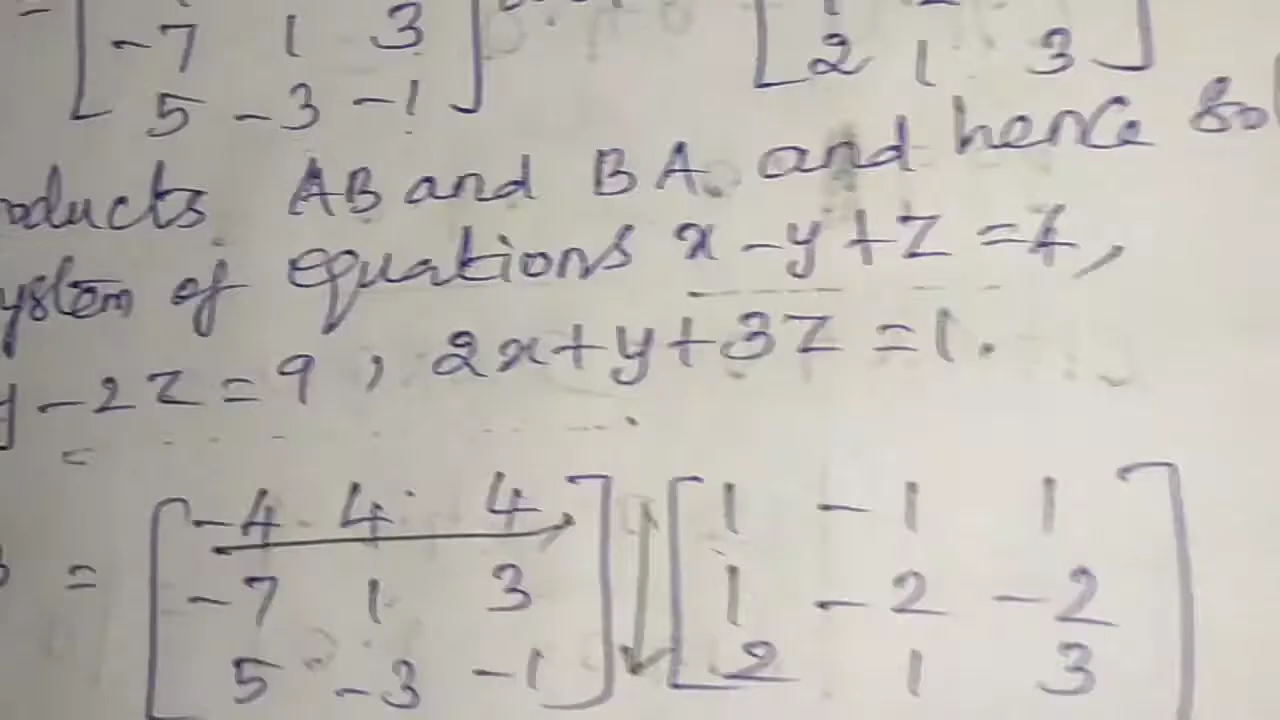 = [ -7 1 3 ] [ 2 1 3 ]
5 -3 -1
oducts AB and BA. and hence so
ystem of equations x-y+z=4,
y-2z=9, 2x+y+3z=1.
= [ -4 4 4 ] [ 1 -1 1 ]
-7 1 3 1 -2 -2
5 -3 -1 2 1 3